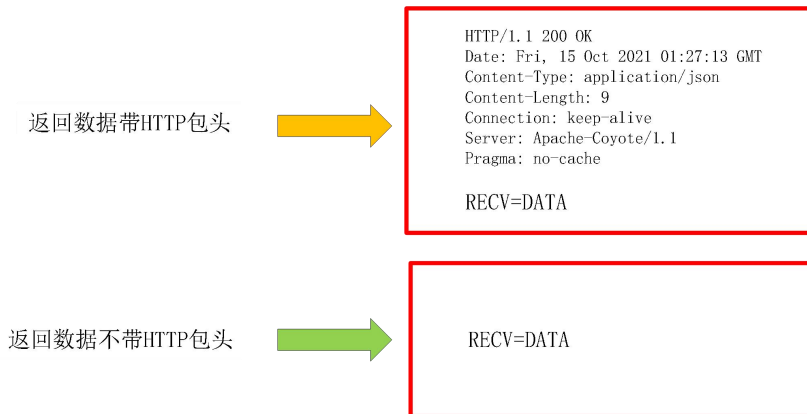 返回数据带HTTP包头
HTTP/1.1 200 OK
Date: Fri, 15 Oct 2021 01:27:13 GMT
Content-Type: application/json
Content-Length: 9
Connection: keep-alive
Server: Apache-Coyote/1.1
Pragma: no-cache
RECV=DATA
返回数据不带HTTP包头
RECV=DATA